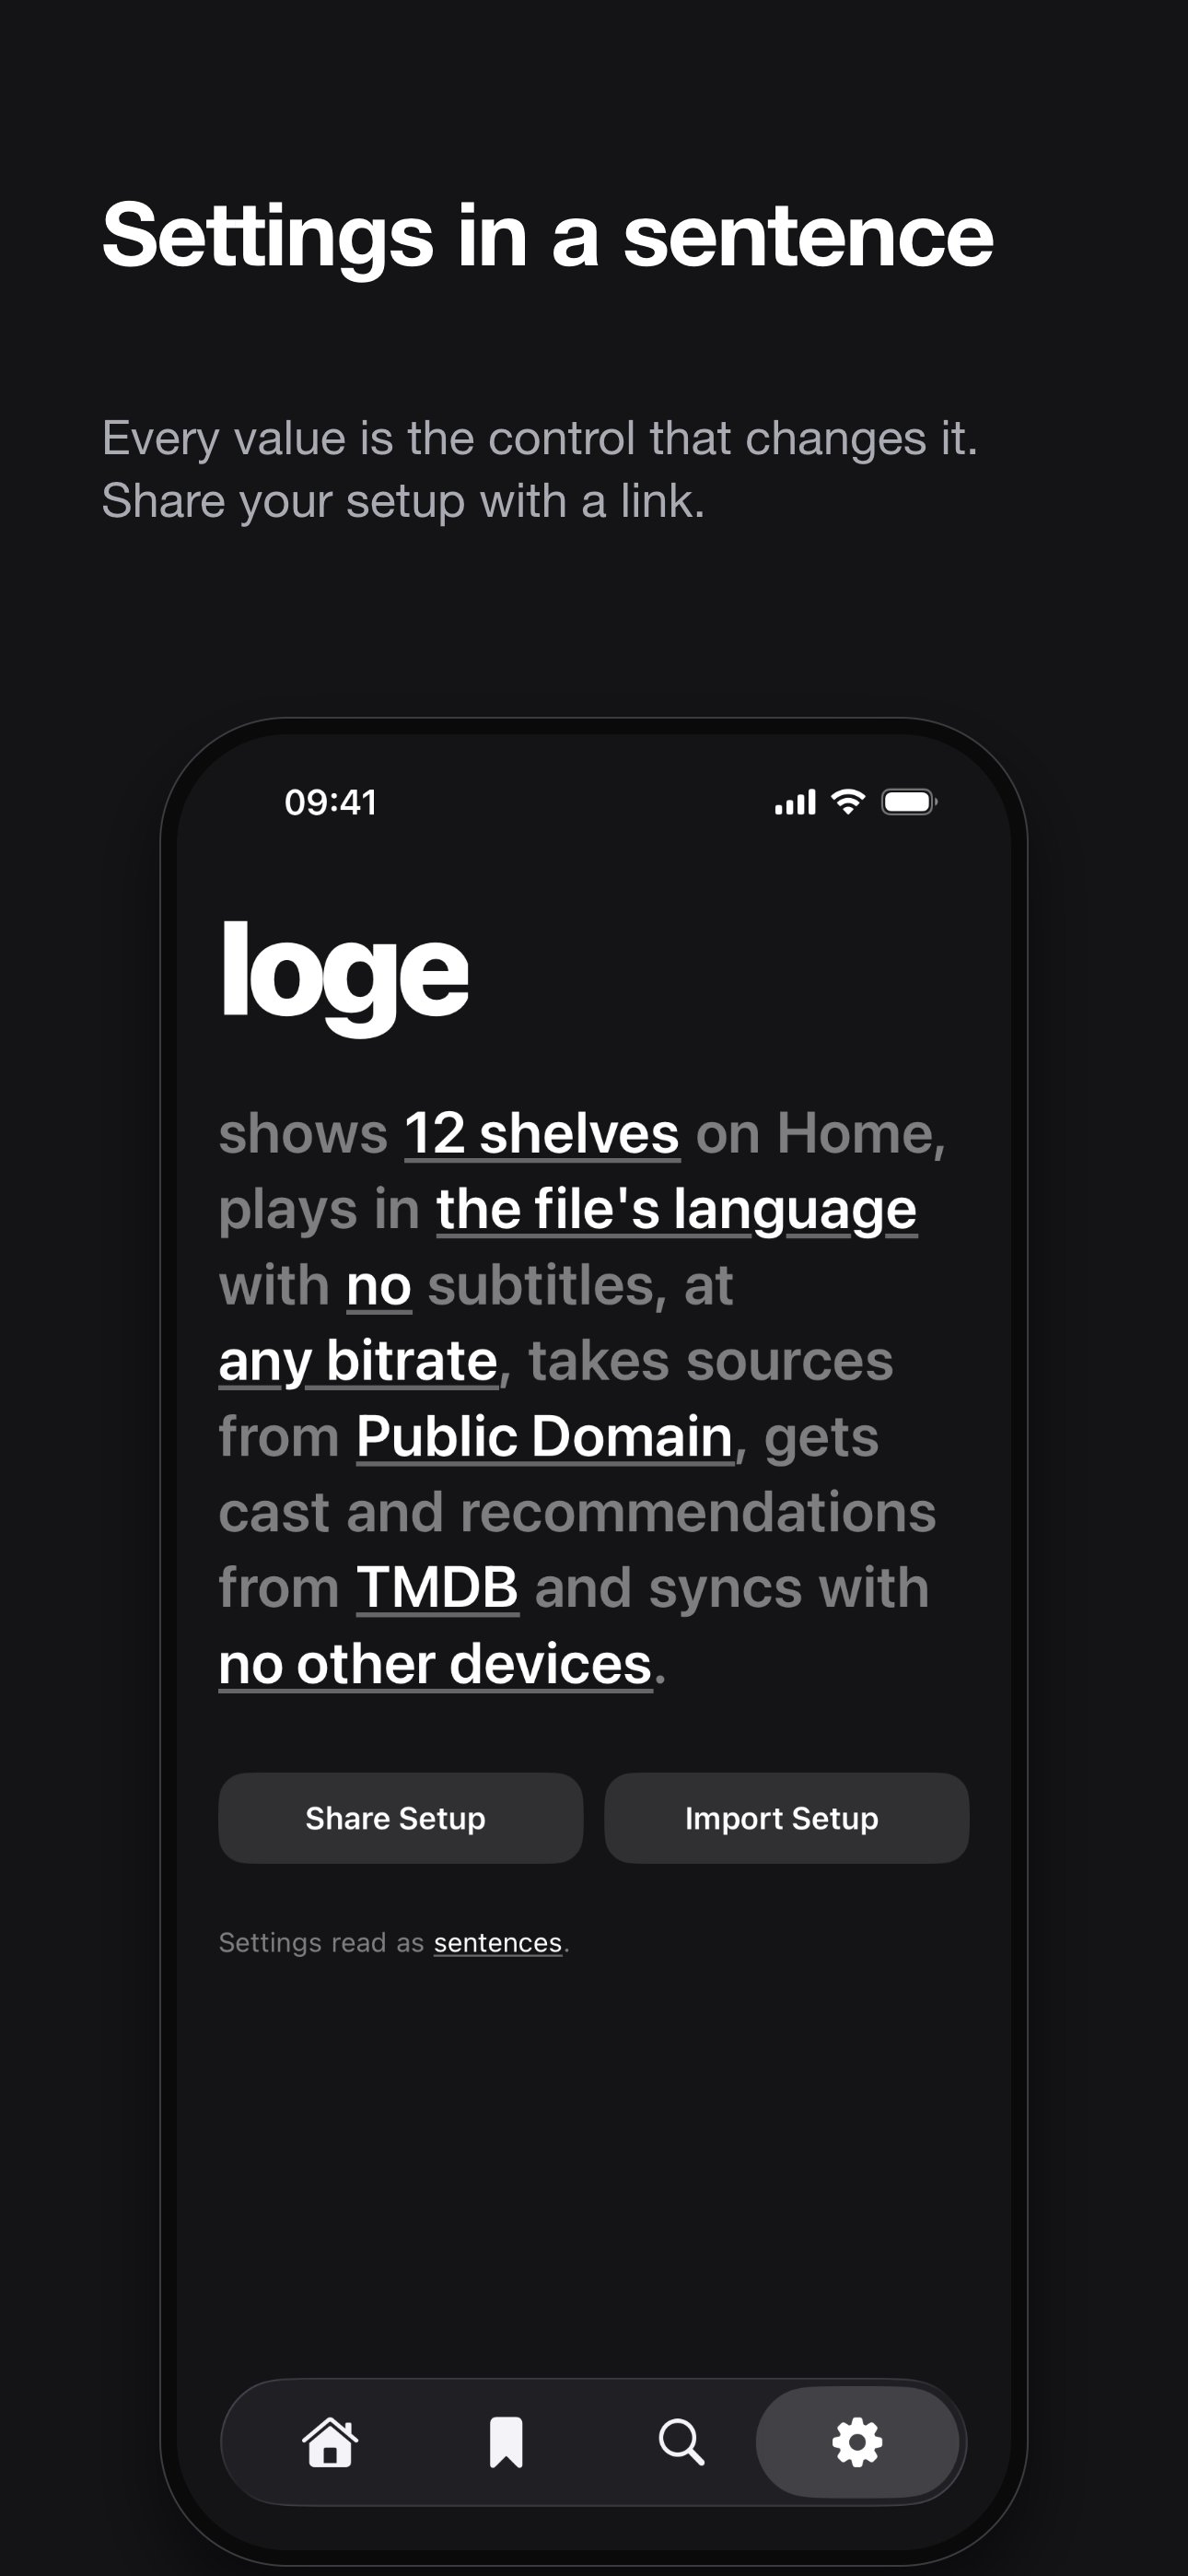 Settings in a sentence
Every value is the control that changes it.
Share your setup with a link.
09:41
loge
shows 12 shelves on Home,
plays in the file's language
with no subtitles, at
any bitrate, takes sources
from Public Domain, gets
cast and recommendations
from TMDB and syncs with
no other devices.
Share Setup
Import Setup
Settings read as sentences.